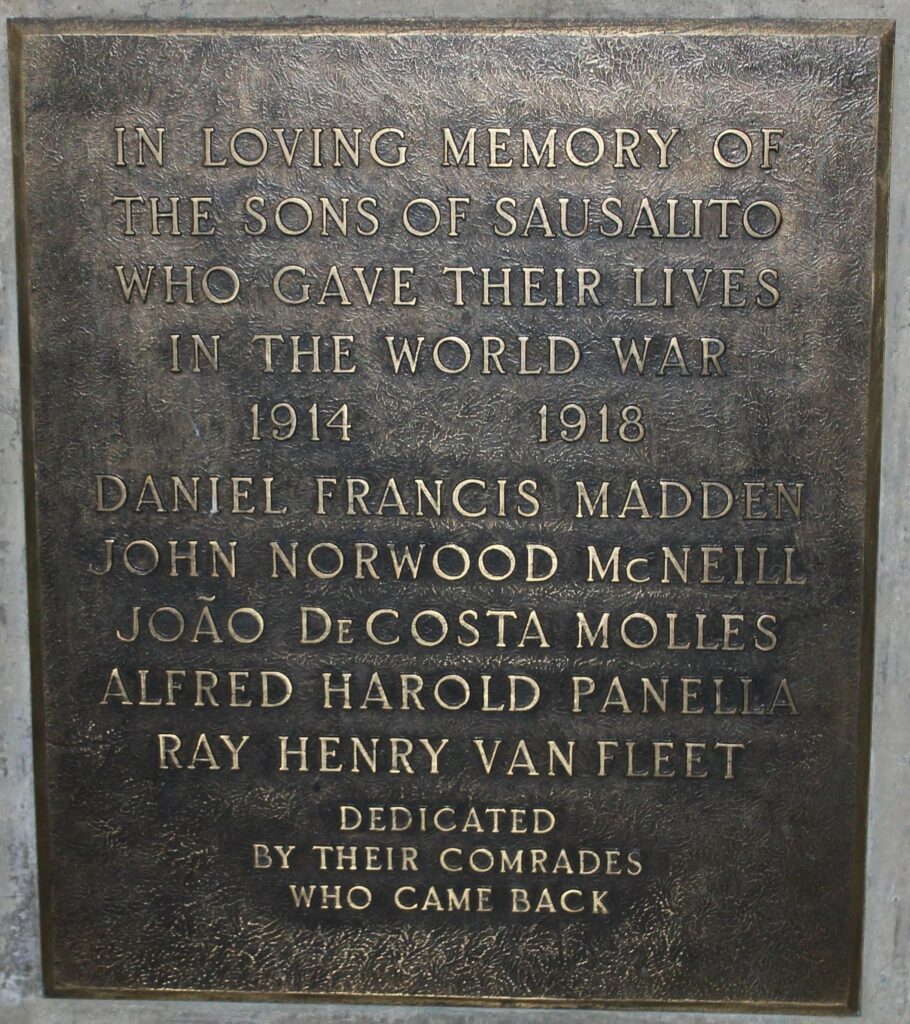 IN LOVING MEMORY OF
THE SONS OF SAUSALITO
WHO GAVE THEIR LIVES
IN THE WORLD WAR
1914 1918
DANIEL FRANCIS MADDEN
JOHN NORWOOD McNEILL
JOÃO DeCOSTA MOLLES
ALFRED HAROLD PANELLA
RAY HENRY VAN FLEET
DEDICATED
BY THEIR COMRADES
WHO CAME BACK